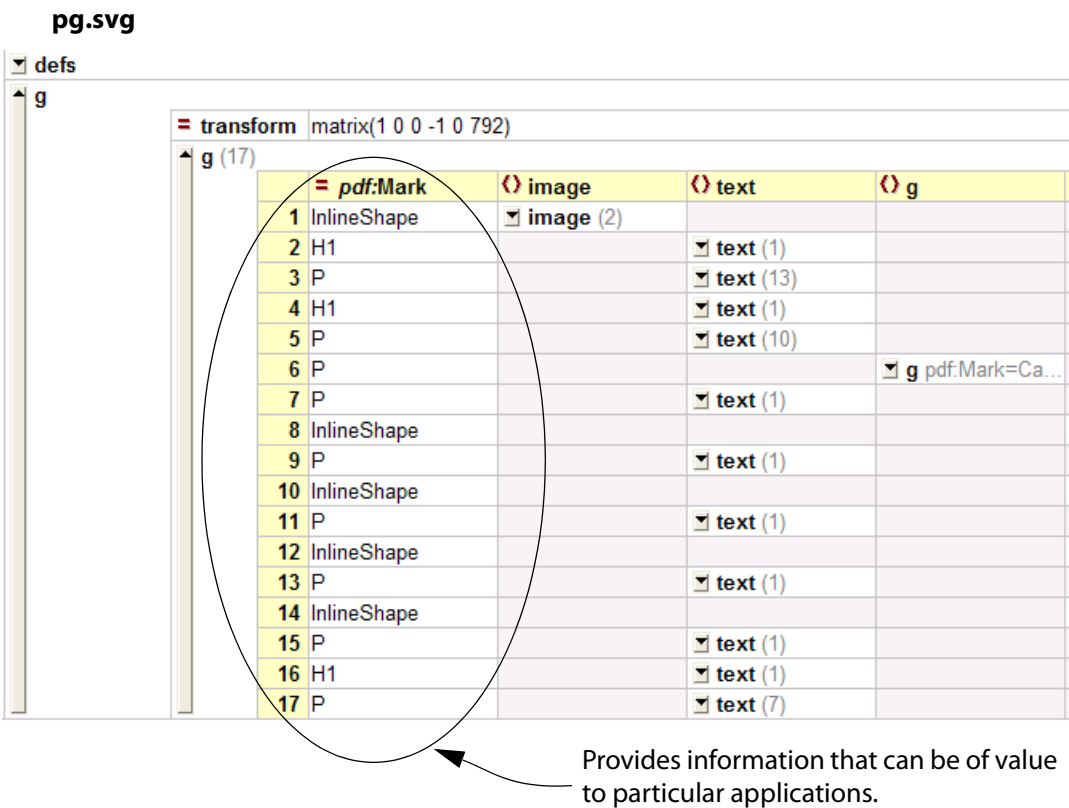 pg.svg
defs
g
= transform matrix(1 0 0 -1 0 792)
g (17)
= pdf:Mark () image () text () g
1 InlineShape image (2)
2 H1 text (1)
3 P text (13)
4 H1 text (1)
5 P text (10)
6 P g pdf:Mark=Ca...
7 P text (1)
8 InlineShape
9 P text (1)
10 InlineShape
11 P text (1)
12 InlineShape
13 P text (1)
14 InlineShape
15 P text (1)
16 H1 text (1)
17 P text (7)
Provides information that can be of value
to particular applications.